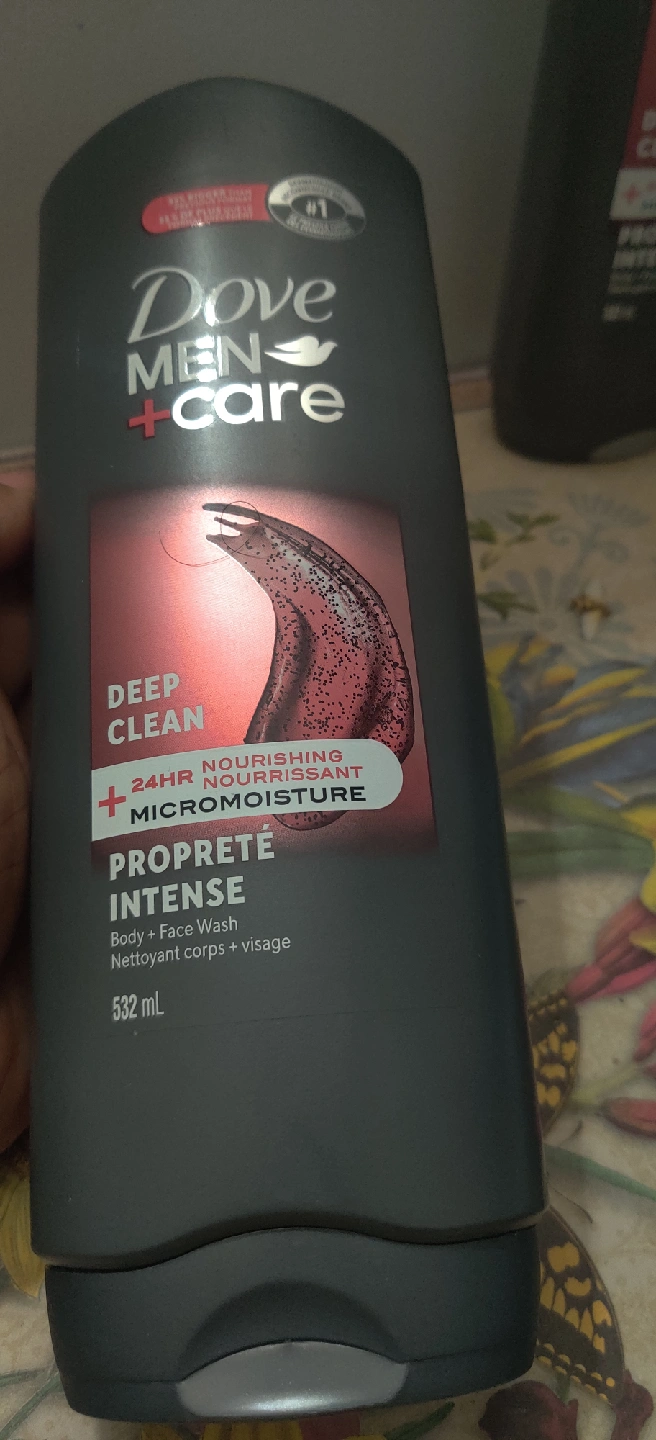 #1
Dove
MEN
+care
DEEP
CLEAN
+ 24HR NOURISHING
NOURRISSANT
MICROMOISTURE
PROPRETÉ
INTENSE
Body + Face Wash
Nettoyant corps + visage
532 mL